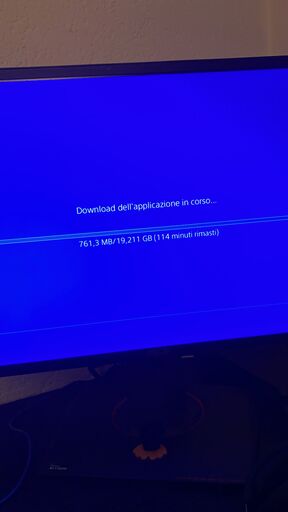 Download dell'applicazione in corso...
761,3 MB/19,211 GB (114 minuti rimasti)